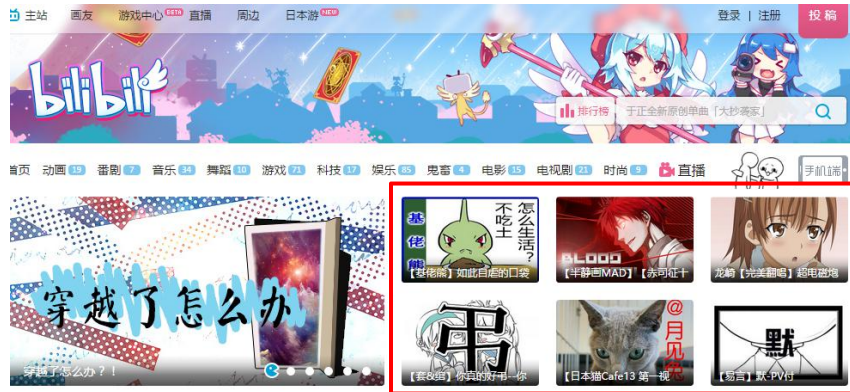 主站 画友 游戏中心 BETA 直播 周边 日本游 NEW 登录 | 注册 投稿
bilibili
排行榜 于正全新原创单曲「大抄袭家」
首页 动画 19 番剧 7 音乐 34 舞蹈 10 游戏 71 科技 17 娱乐 85 鬼畜 4 电影 15 电视剧 21 时尚 9 直播 手机端
穿越了怎么办
穿越了怎么办?！
基佬熊
怎么生活?
不吃土
【基佬熊】如此自虐的口袋
BLOOD
【半静画MAD】【赤司征十
龙崎【完美翻唱】超电磁炮
弔
【套&弔】你真的好弔--你
@月见
【日本猫Cafe13 第一视
默
【易言】默-PV付